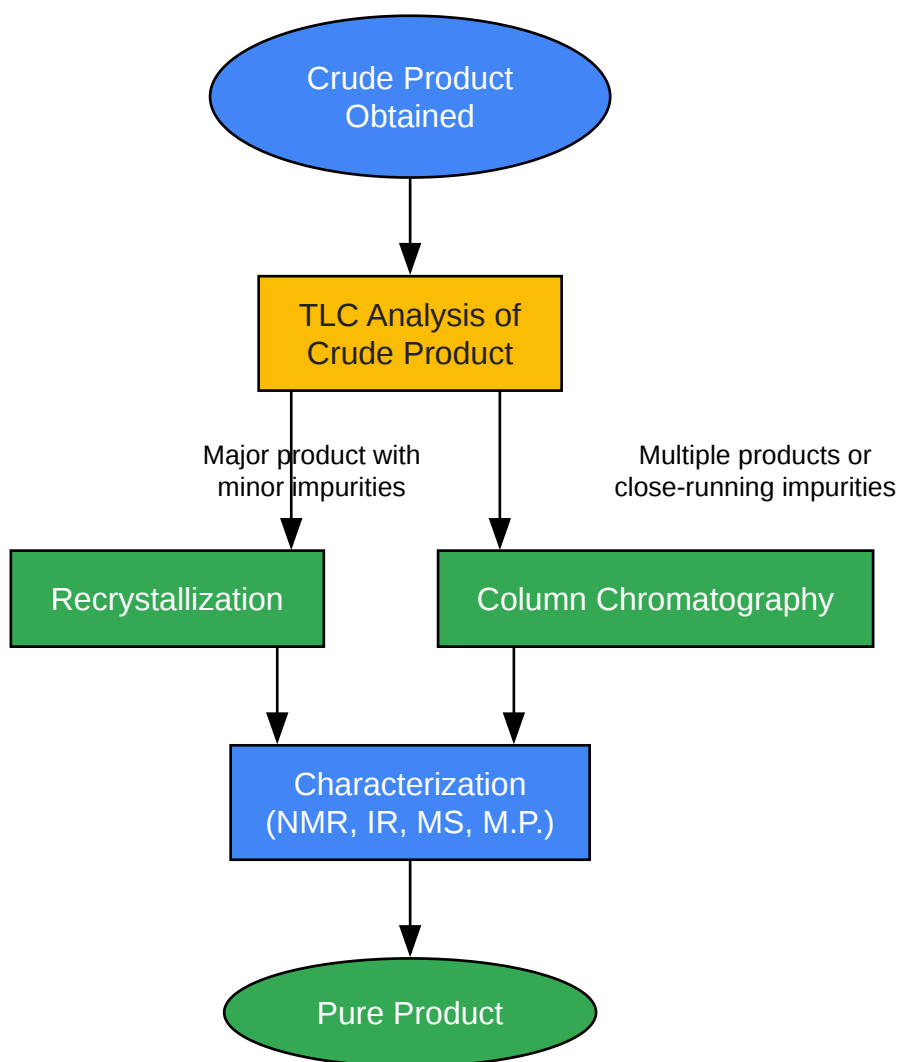 Crude Product
Obtained
TLC Analysis of
Crude Product
Major product with
minor impurities
Multiple products or
close-running impurities
Recrystallization
Column Chromatography
Characterization
(NMR, IR, MS, M.P.)
Pure Product